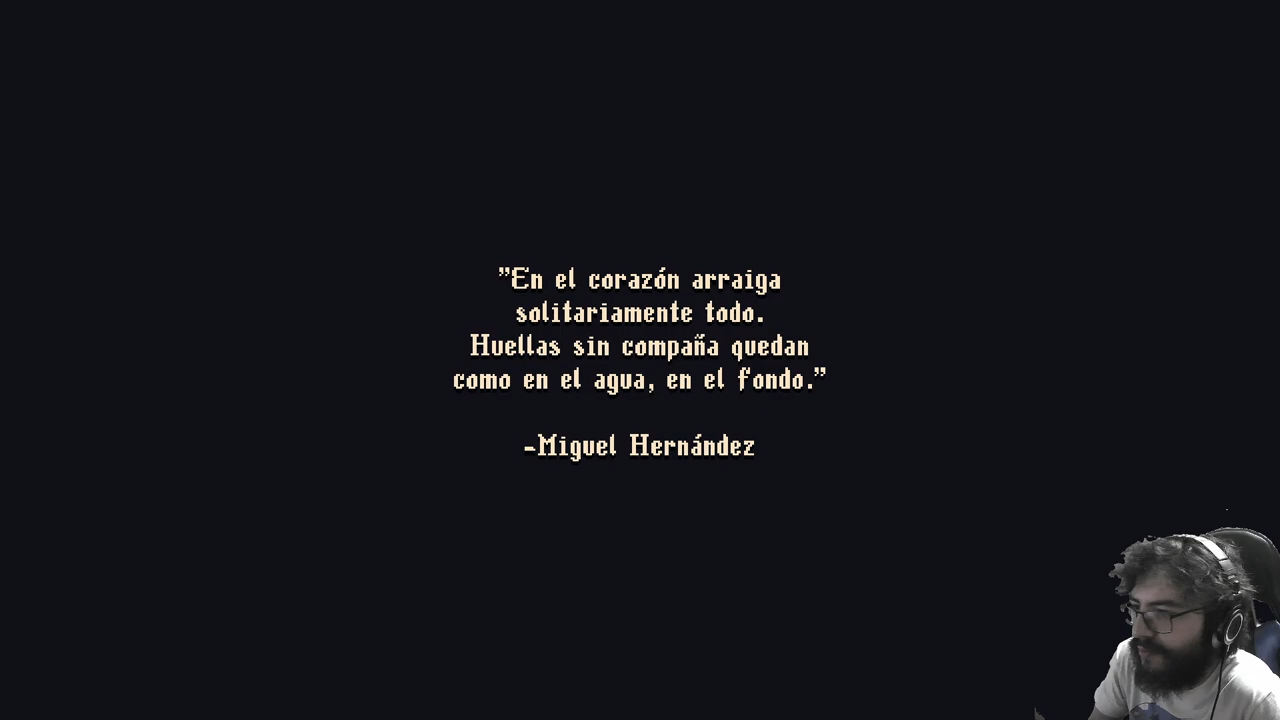 "En el corazón arraiga
solitariamente todo.
Huellas sin compaña quedan
como en el agua, en el fondo."
-Miguel Hernández